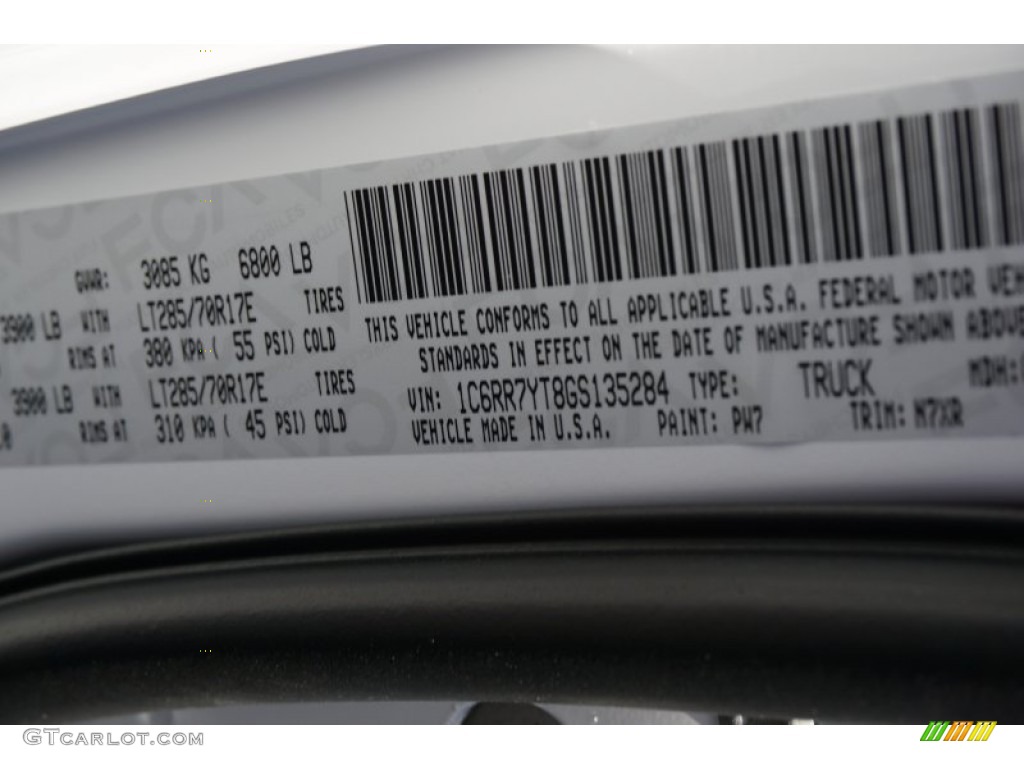 GVWR: 3085 KG 6800 LB
3900 LB WITH LT285/70R17E TIRES
RIMS AT 380 KPA ( 55 PSI) COLD
3900 LB WITH LT285/70R17E TIRES
RIMS AT 310 KPA ( 45 PSI) COLD
THIS VEHICLE CONFORMS TO ALL APPLICABLE U.S.A. FEDERAL MOTOR VEH
STANDARDS IN EFFECT ON THE DATE OF MANUFACTURE SHOWN ABOVE
VIN: 1C6RR7YT8GS135284 TYPE: TRUCK MDH:
VEHICLE MADE IN U.S.A. PAINT: PW7 TRIM: N7XR
GTCarlot.com